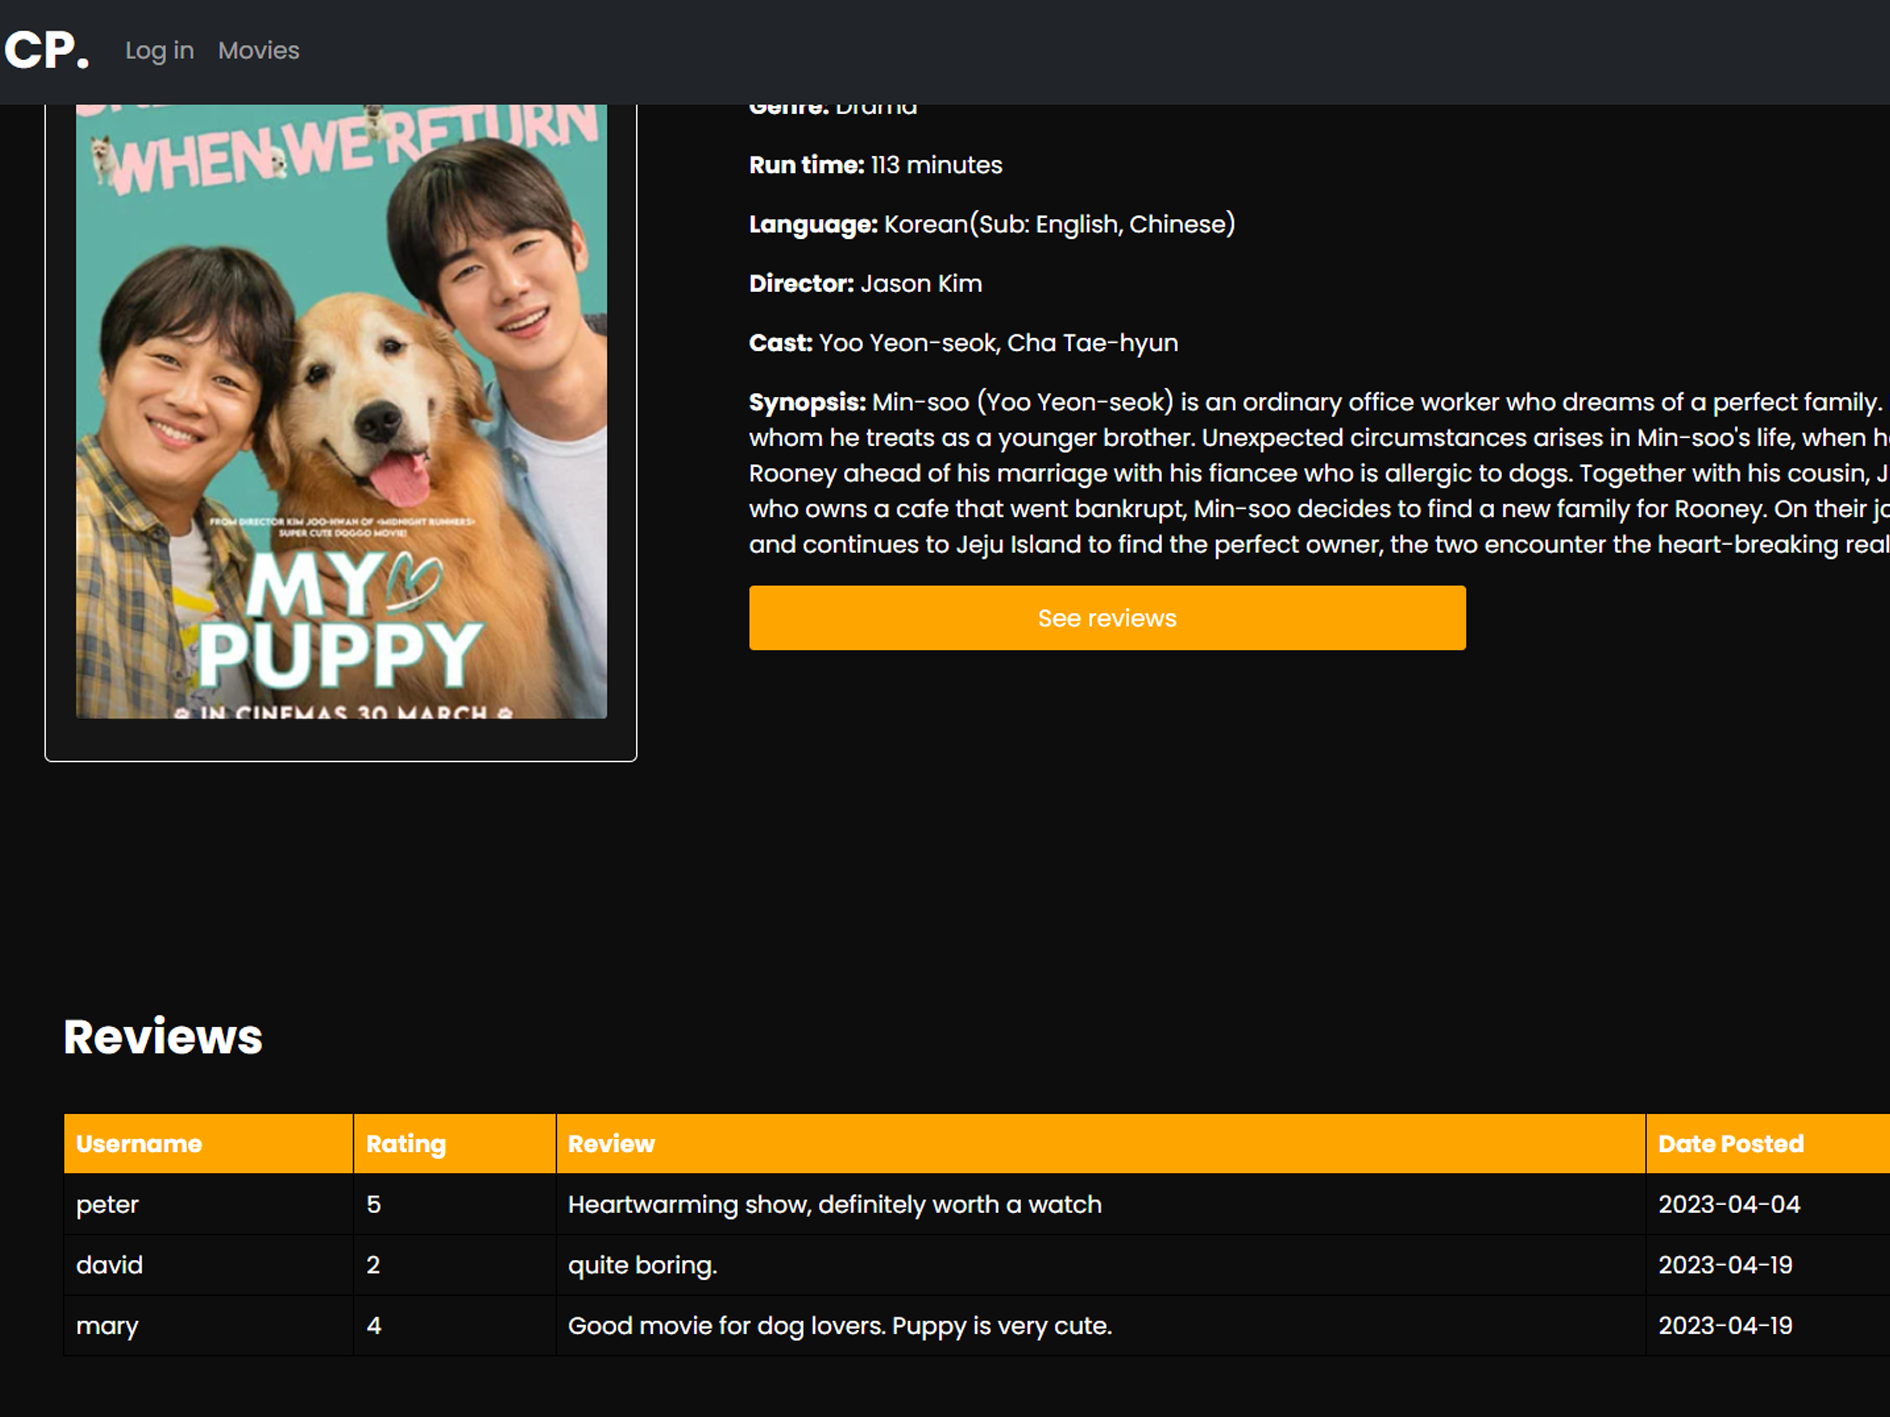 CP. Log in Movies
WHEN WE RETURN
FROM DIRECTOR KIM JOO-HWAN OF <MIDNIGHT RUNNERS>
SUPER CUTE DOGGO MOVIE!
MY
PUPPY
IN CINEMAS 30 MARCH
Genre: Drama
Run time: 113 minutes
Language: Korean(Sub: English, Chinese)
Director: Jason Kim
Cast: Yoo Yeon-seok, Cha Tae-hyun
Synopsis: Min-soo (Yoo Yeon-seok) is an ordinary office worker who dreams of a perfect family.
whom he treats as a younger brother. Unexpected circumstances arises in Min-soo's life, when
Rooney ahead of his marriage with his fiancee who is allergic to dogs. Together with his cousin,
who owns a cafe that went bankrupt, Min-soo decides to find a new family for Rooney. On their
and continues to Jeju Island to find the perfect owner, the two encounter the heart-breaking
See reviews
Reviews
Username Rating Review Date Posted
peter 5 Heartwarming show, definitely worth a watch 2023-04-04
david 2 quite boring. 2023-04-19
mary 4 Good movie for dog lovers. Puppy is very cute. 2023-04-19